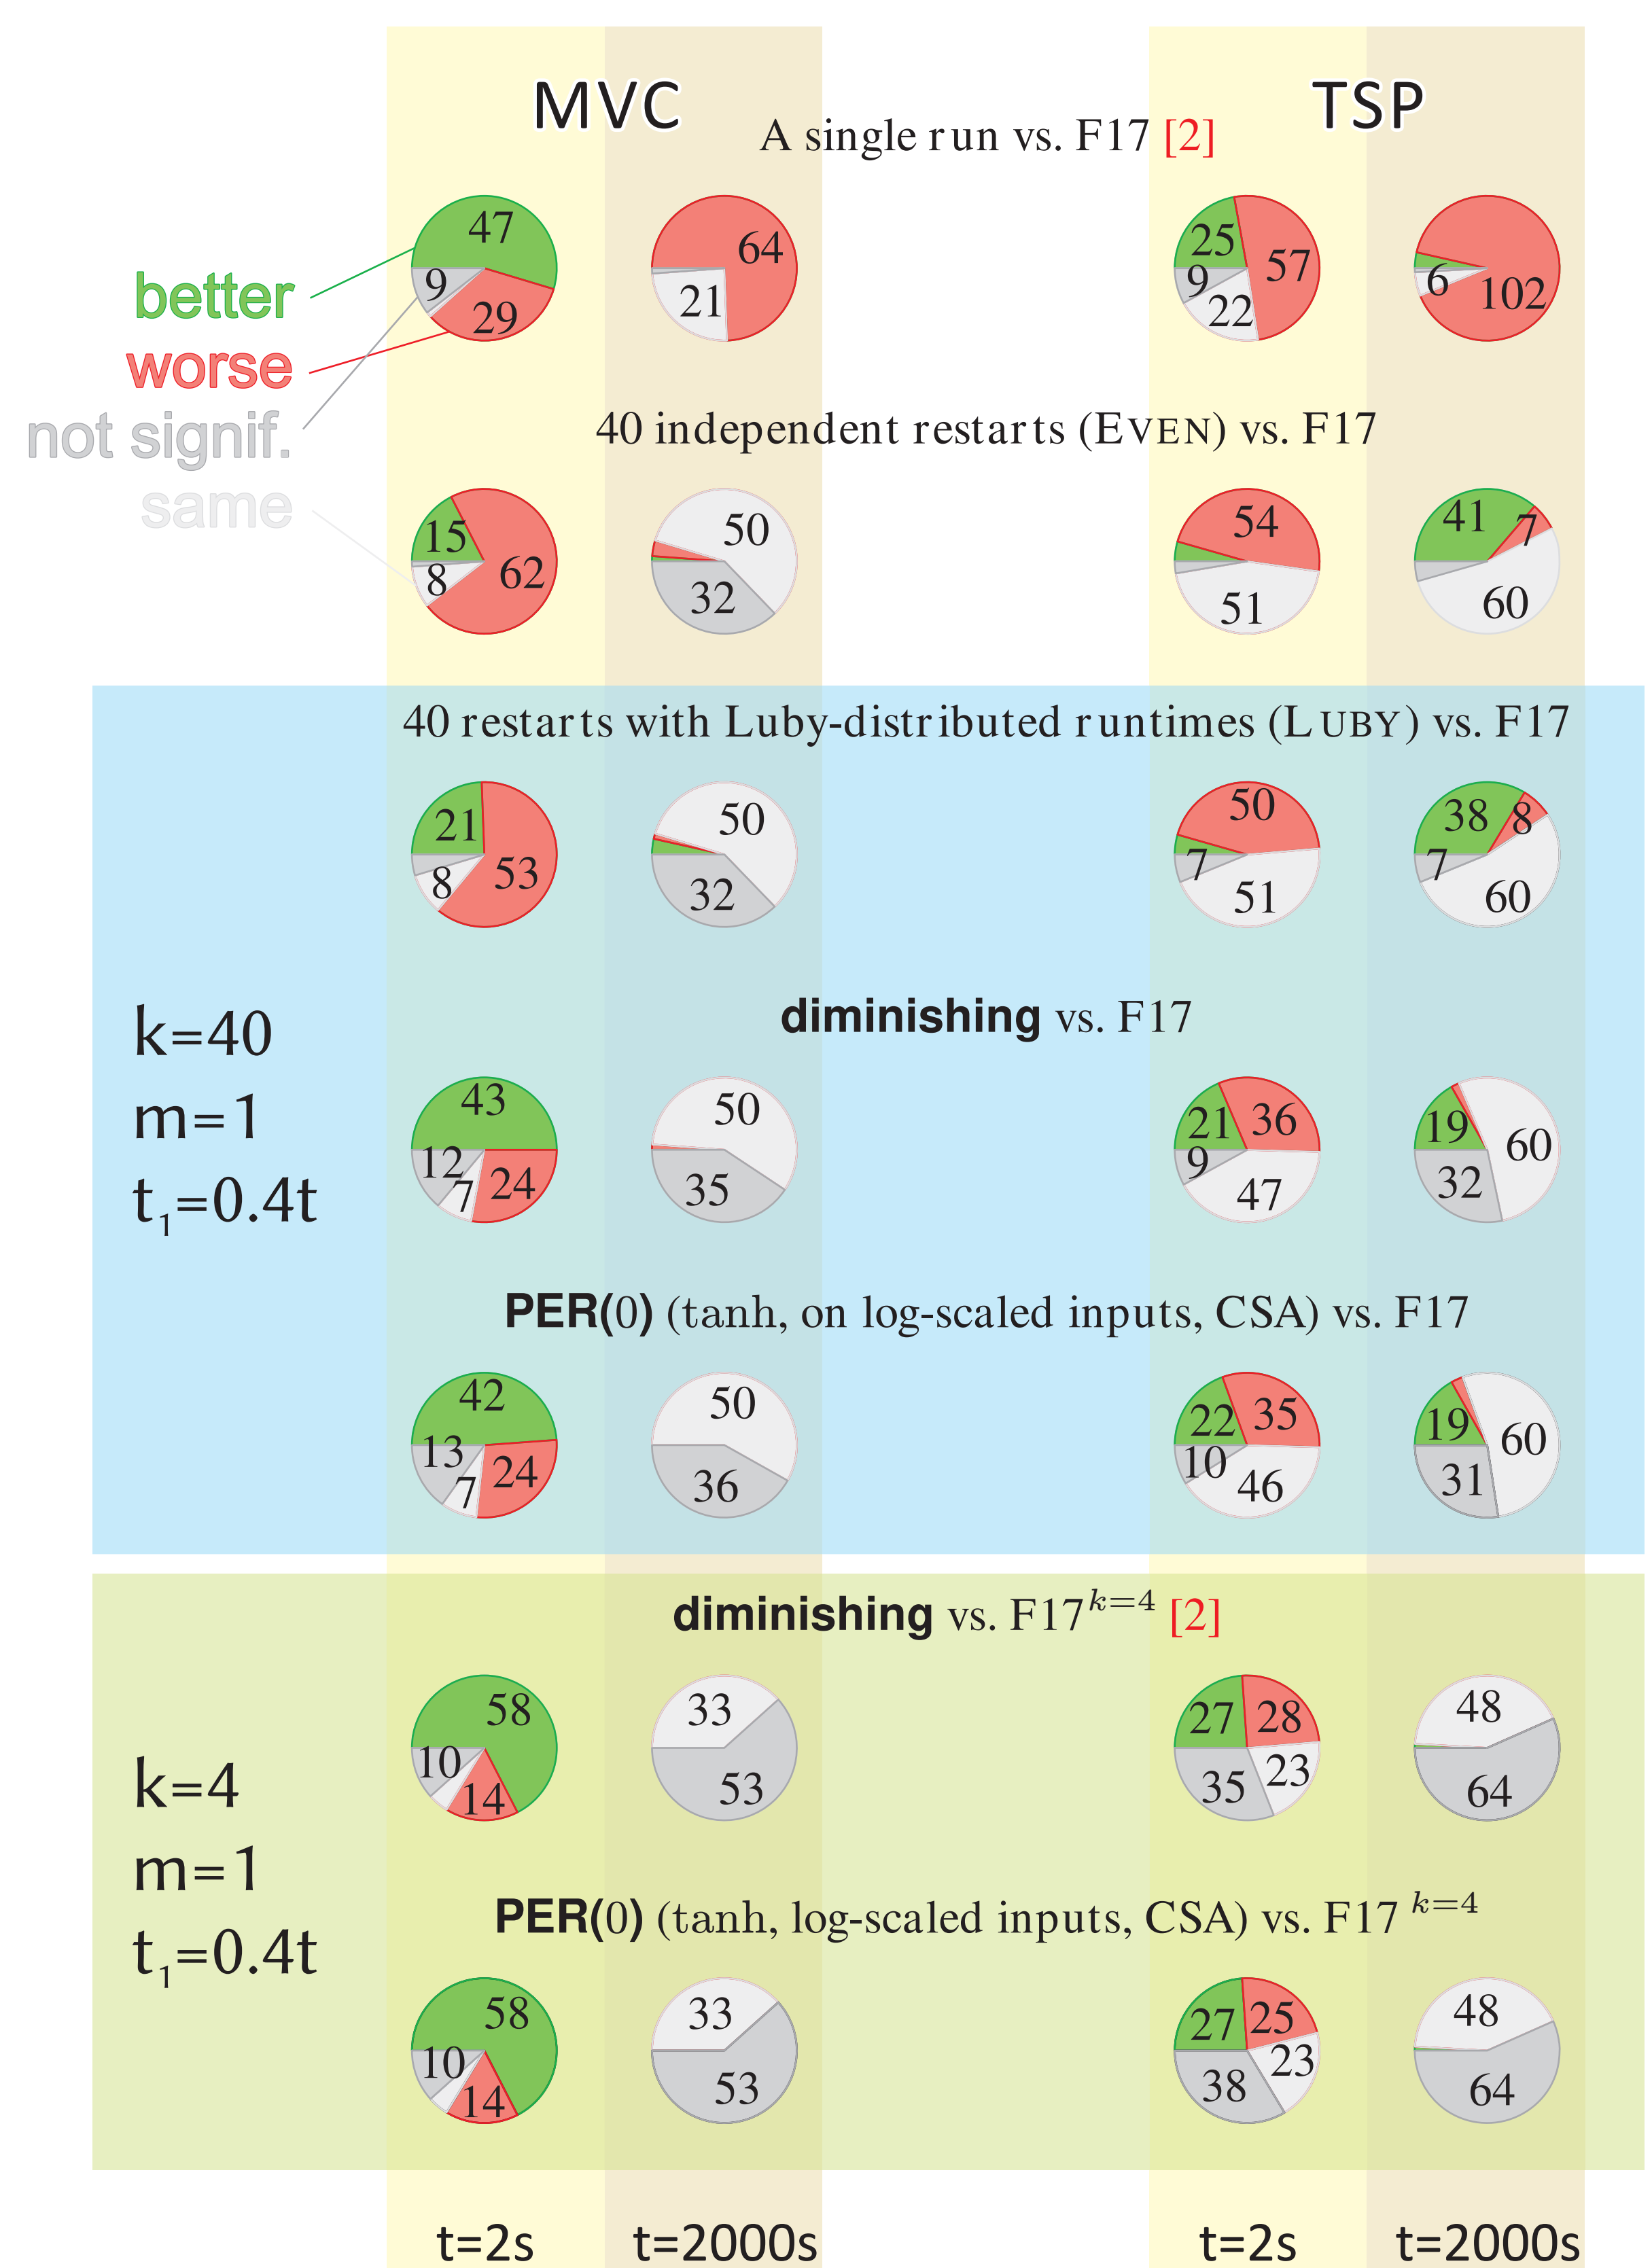 MVC TSP
A single run vs. F17 [2]
47 9 29
64 21
25 9 22 57
6 102
better
worse
not signif.
same
40 independent restarts (EVEN) vs. F17
15 8 62
50 32
54 51
41 7 60
40 restarts with Luby-distributed runtimes (LUBY) vs. F17
21 8 53
50 32
50 7 51
38 8 7 60
k=40
m=1
t₁=0.4t
diminishing vs. F17
43 12 7 24
50 35
21 36 9 47
19 60 32
PER(0) (tanh, on log-scaled inputs, CSA) vs. F17
42 13 7 24
50 36
22 35 10 46
19 60 31
diminishing vs. F17^{k=4} [2]
58 10 14
33 53
27 28 35 23
48 64
k=4
m=1
t₁=0.4t
PER(0) (tanh, log-scaled inputs, CSA) vs. F17^{k=4}
58 10 14
33 53
27 25 38 23
48 64
t=2s t=2000s t=2s t=2000s